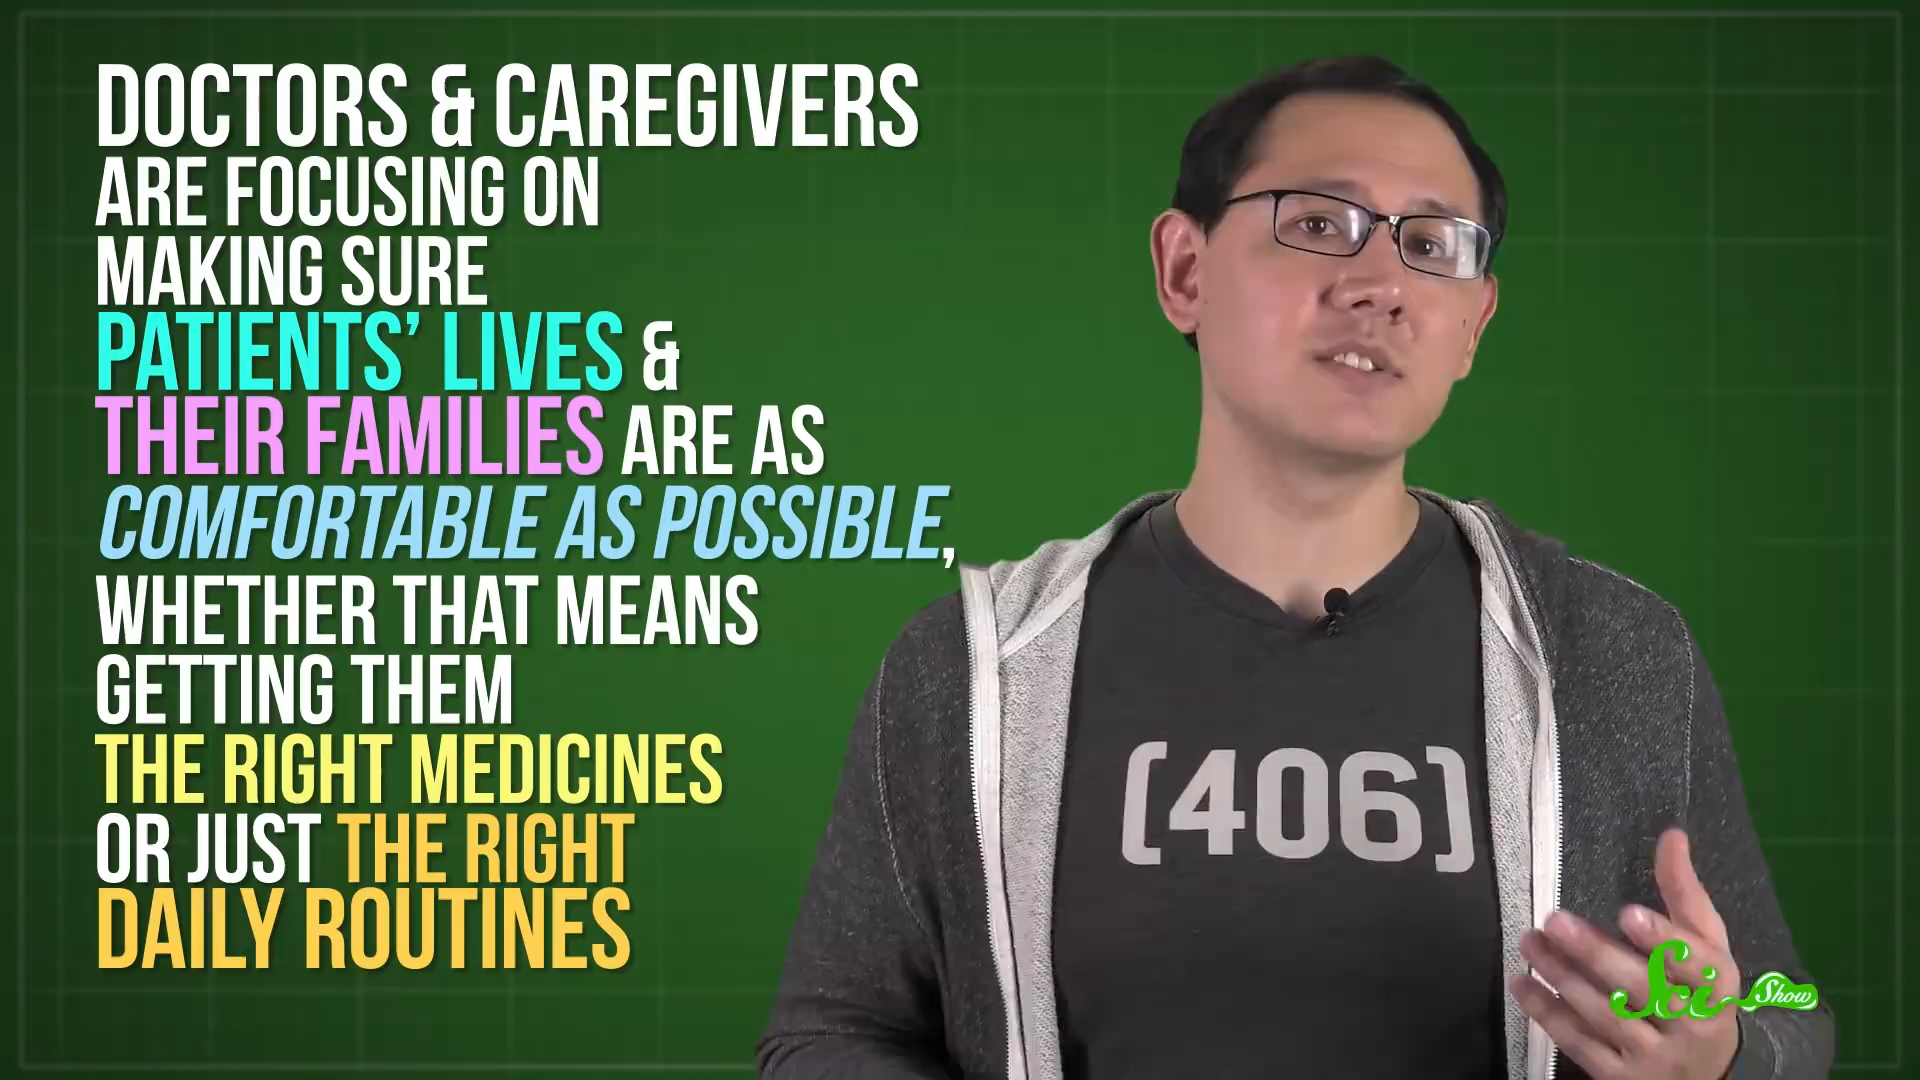 DOCTORS & CAREGIVERS
ARE FOCUSING ON
MAKING SURE
PATIENTS' LIVES &
THEIR FAMILIES ARE AS
COMFORTABLE AS POSSIBLE,
WHETHER THAT MEANS
GETTING THEM
THE RIGHT MEDICINES
OR JUST THE RIGHT
DAILY ROUTINES
(406)
Sci Show